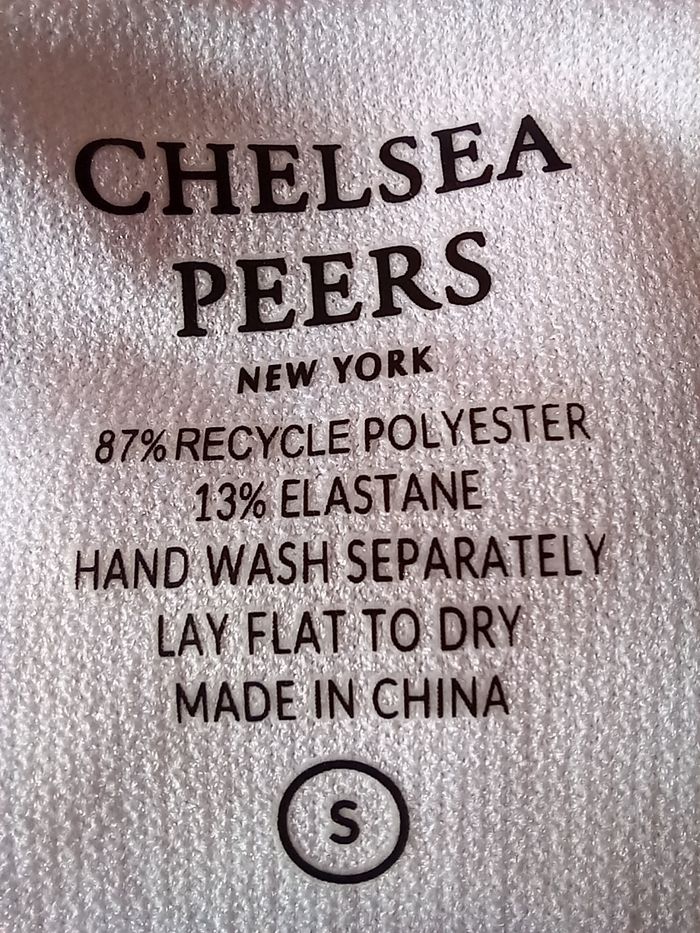 CHELSEA
PEERS
NEW YORK
87% RECYCLE POLYESTER
13% ELASTANE
HAND WASH SEPARATELY
LAY FLAT TO DRY
MADE IN CHINA
S